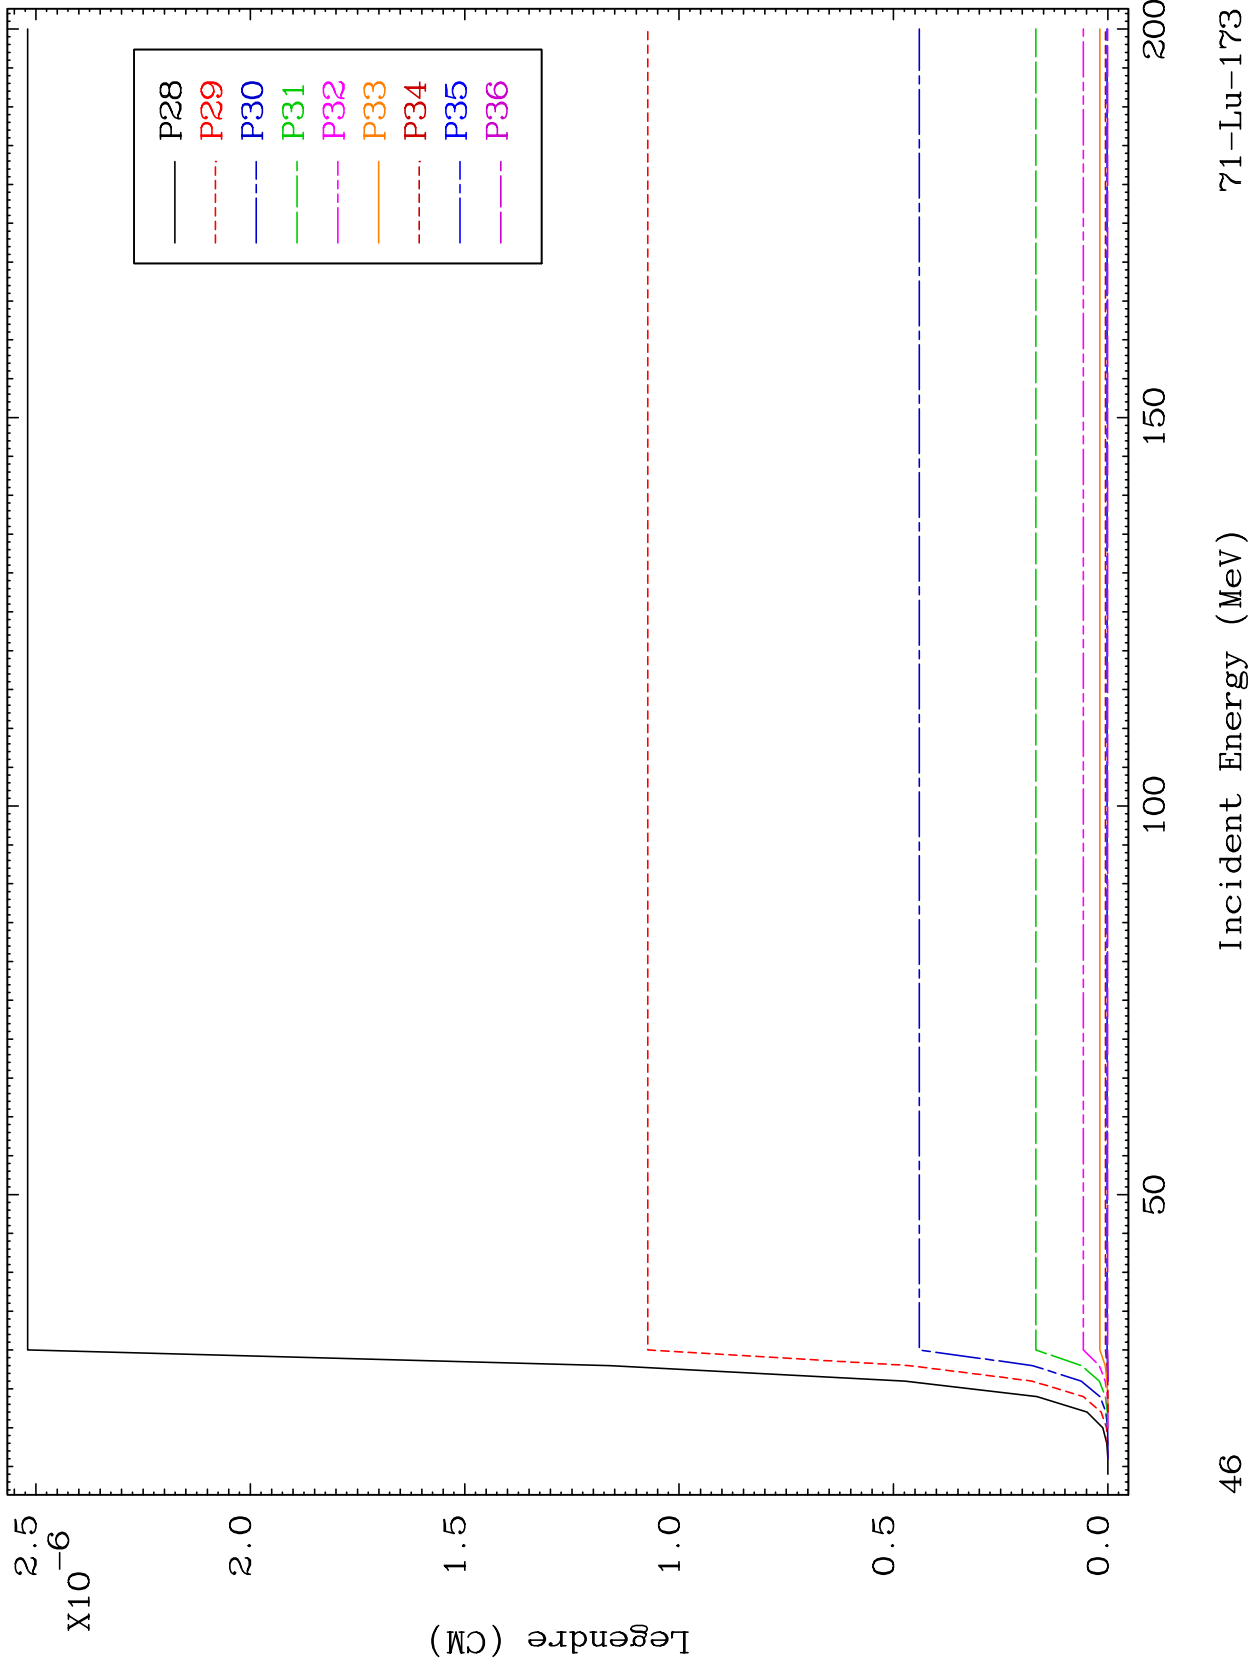 Legendre (CM)
X10
-6
2.5
2.0
1.5
1.0
0.5
0.0
P28
P29
P30
P31
P32
P33
P34
P35
P36
50
100
150
200
Incident Energy (MeV)
46
71-Lu-173